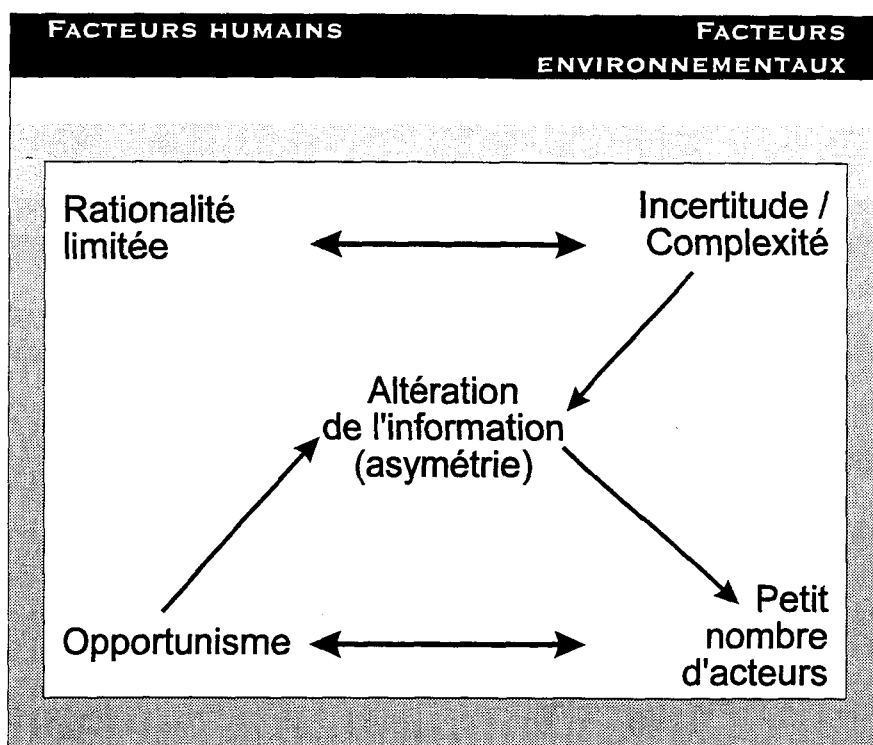 FACTEURS HUMAINS
FACTEURS
ENVIRONNEMENTAUX
Rationalité
limitée
Incertitude /
Complexité
Altération
de l'information
(asymétrie)
Opportunisme
Petit
nombre
d'acteurs